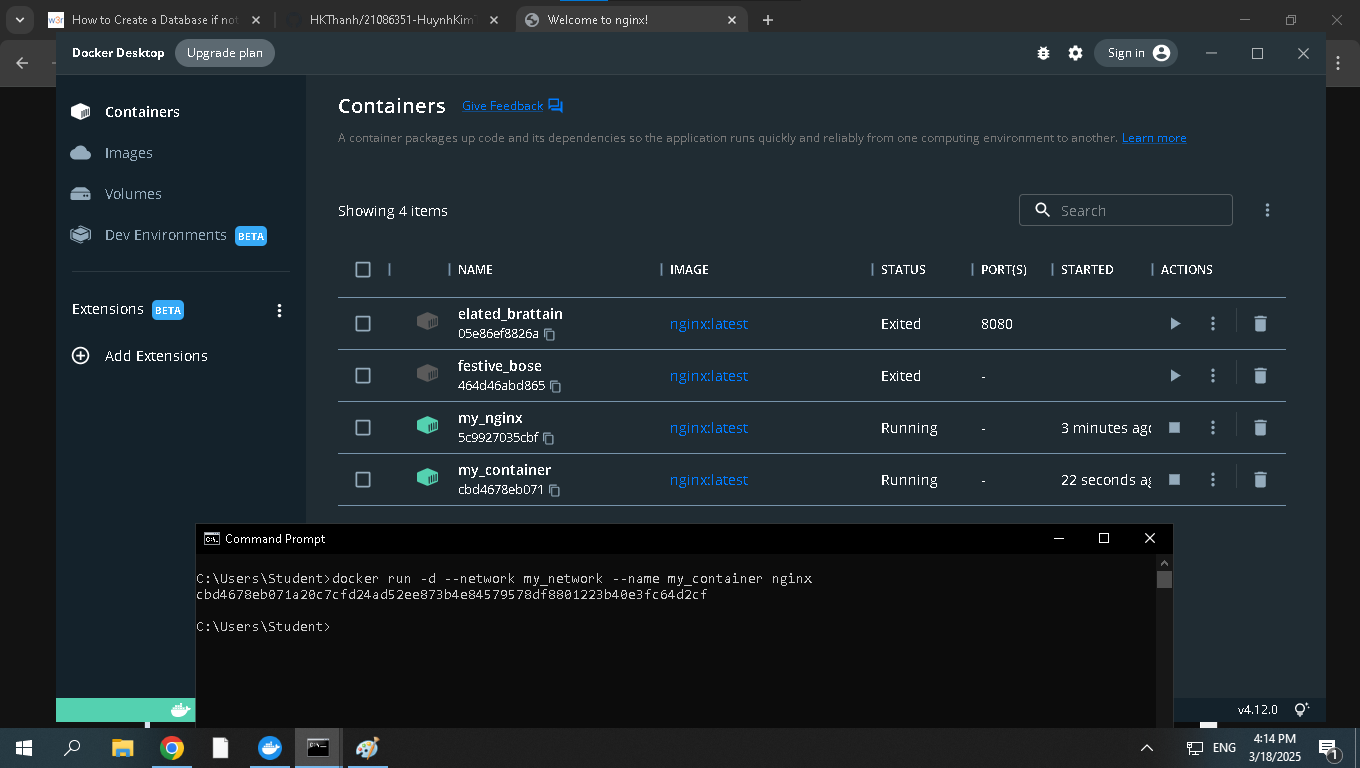 How to Create a Database if not
HKThanh/21086351-HuynhKim
Welcome to nginx!
Docker Desktop
Upgrade plan
Sign in
Containers
Images
Volumes
Dev Environments BETA
Extensions BETA
Add Extensions
Containers Give Feedback
A container packages up code and its dependencies so the application runs quickly and reliably from one computing environment to another. Learn more
Showing 4 items
Search
NAME IMAGE STATUS PORT(S) STARTED ACTIONS
elated_brattain
05e86ef8826a
nginx:latest Exited 8080
festive_bose
464d46abd865
nginx:latest Exited -
my_nginx
5c9927035cbf
nginx:latest Running - 3 minutes ago
my_container
cbd4678eb071
nginx:latest Running - 22 seconds ag
Command Prompt
C:\Users\Student>docker run -d --network my_network --name my_container nginx
cbd4678eb071a20c7cfd24ad52ee873b4e84579578df8801223b40e3fc64d2cf
C:\Users\Student>
v4.12.0
ENG
4:14 PM
3/18/2025
1